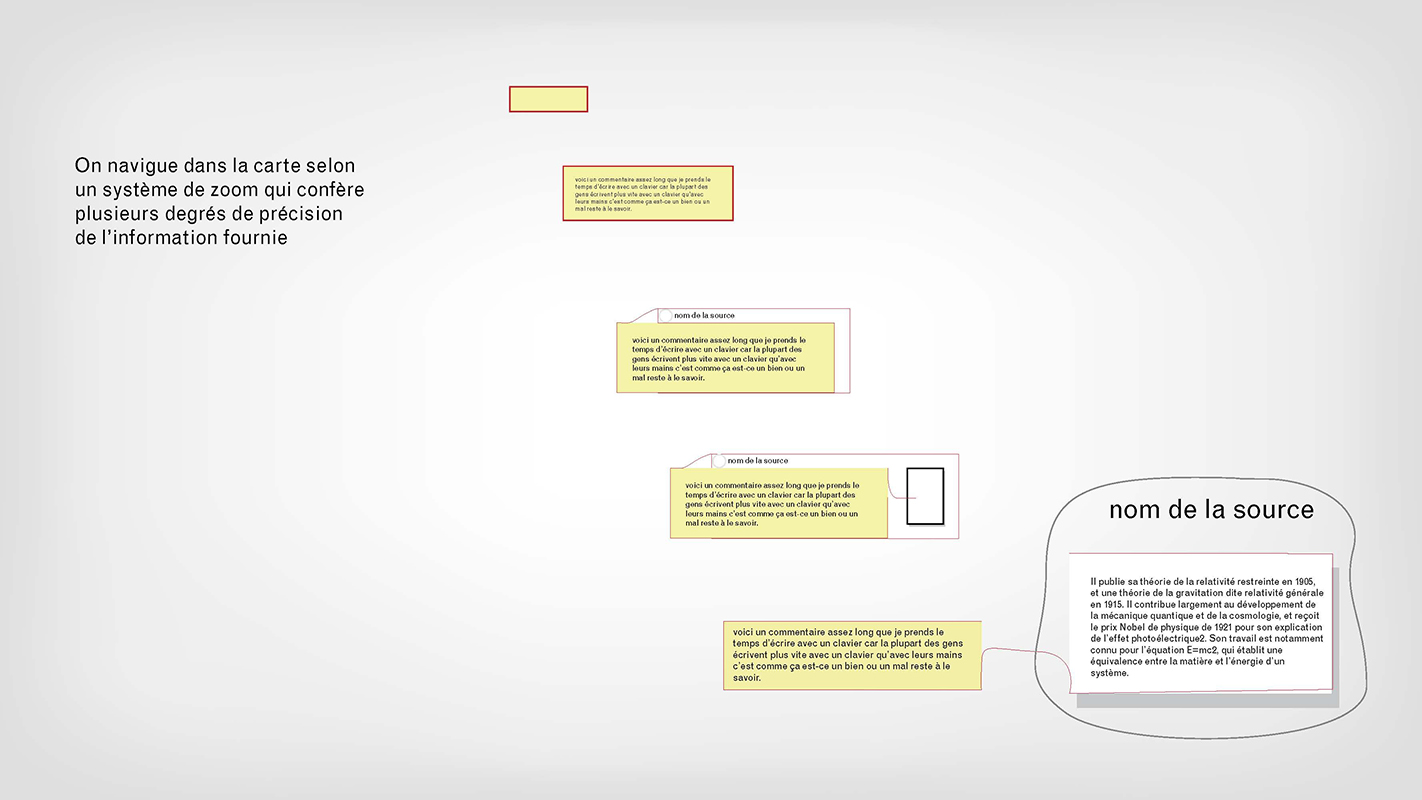 On navigue dans la carte selon
un système de zoom qui confère
plusieurs degrés de précision
de l'information fournie
voici un commentaire assez long que je prends le
temps d'écrire avec un clavier car la plupart des
gens écrivent plus vite avec un clavier qu'avec
leurs mains c'est comme ça est-ce un bien ou un
mal reste à le savoir.
nom de la source
voici un commentaire assez long que je prends le
temps d'écrire avec un clavier car la plupart des
gens écrivent plus vite avec un clavier qu'avec
leurs mains c'est comme ça est-ce un bien ou un
mal reste à le savoir.
nom de la source
voici un commentaire assez long que je prends le
temps d'écrire avec un clavier car la plupart des
gens écrivent plus vite avec un clavier qu'avec
leurs mains c'est comme ça est-ce un bien ou un
mal reste à le savoir.
nom de la source
Il publie sa théorie de la relativité restreinte en 1905,
et une théorie de la gravitation dite relativité générale
en 1915. Il contribue largement au développement de
la mécanique quantique et de la cosmologie, et reçoit
le prix Nobel de physique de 1921 pour son explication
de l'effet photoélectrique2. Son travail est notamment
connu pour l'équation E=mc2, qui établit une
équivalence entre la matière et l'énergie d'un
système.
voici un commentaire assez long que je prends le
temps d'écrire avec un clavier car la plupart des gens
écrivent plus vite avec un clavier qu'avec leurs mains
c'est comme ça est-ce un bien ou un mal reste à le
savoir.